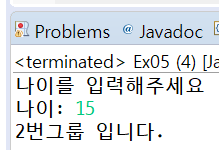 Problems @ Javadoc
<terminated> Ex05 (4) [Ja
나이를 입력해주세요
나이: 15
2번그룹 입니다.